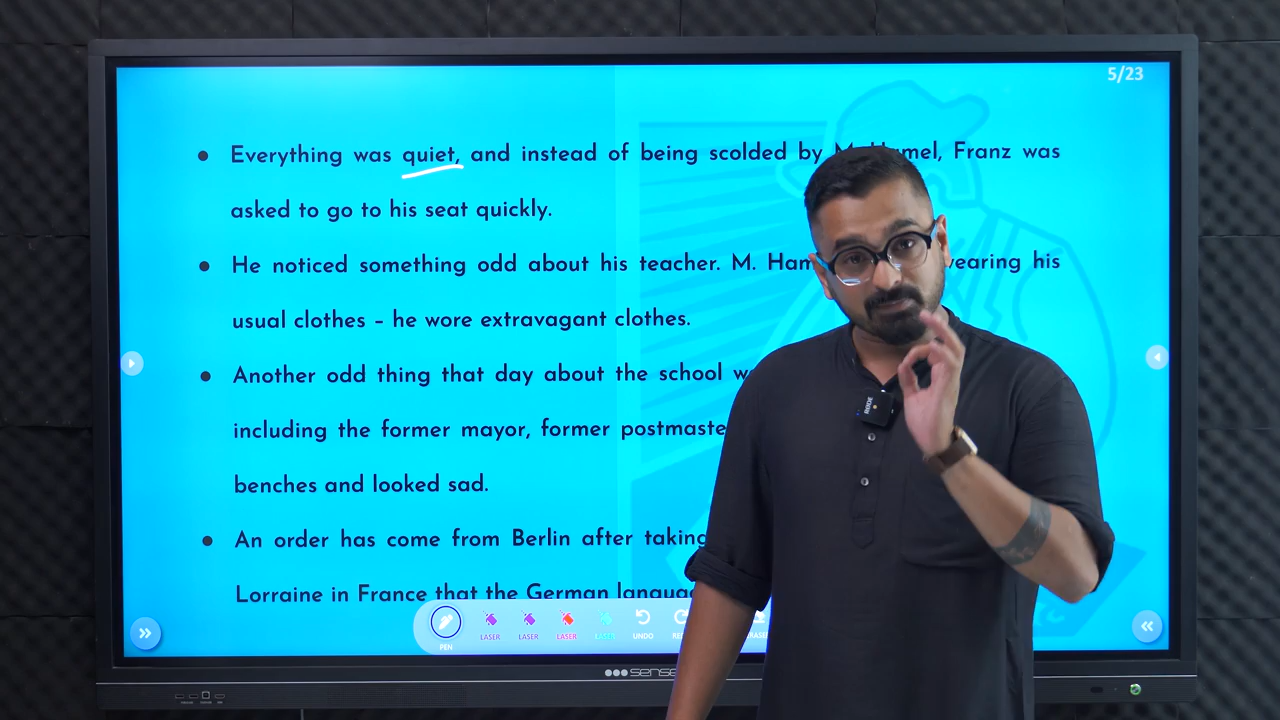 5/23
● Everything was quiet, and instead of being scolded by M. Hamel, Franz was
asked to go to his seat quickly.
● He noticed something odd about his teacher. M. Ham wearing his
usual clothes – he wore extravagant clothes.
● Another odd thing that day about the school
including the former mayor, former
benches and looked sad.
● An order has come from Berlin after taking
Lorraine in France that the German
PEN LASER LASER LASER LASER UNDO
RODE